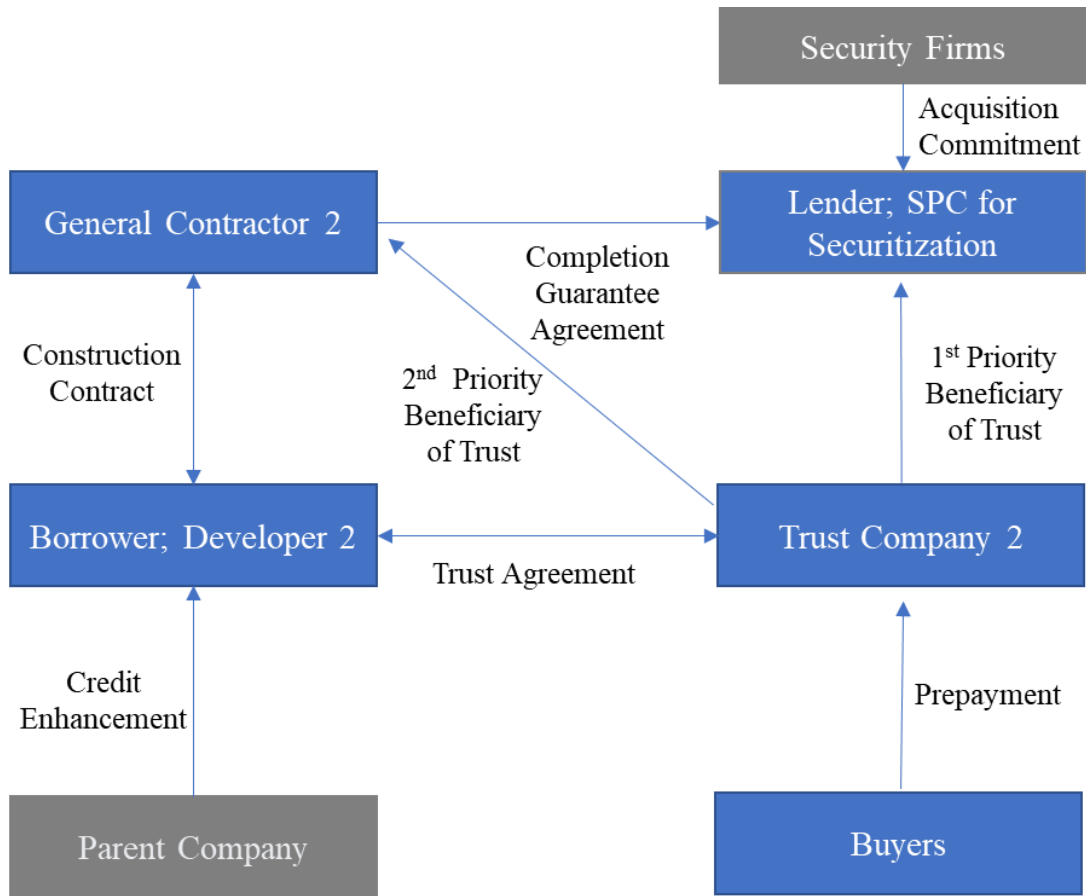 Security Firms
Acquisition
Commitment
General Contractor 2
Lender; SPC for
Securitization
Completion
Guarantee
Agreement
Construction
Contract
2nd Priority
Beneficiary
of Trust
1st Priority
Beneficiary
of Trust
Borrower; Developer 2
Trust Company 2
Trust Agreement
Credit
Enhancement
Prepayment
Parent Company
Buyers